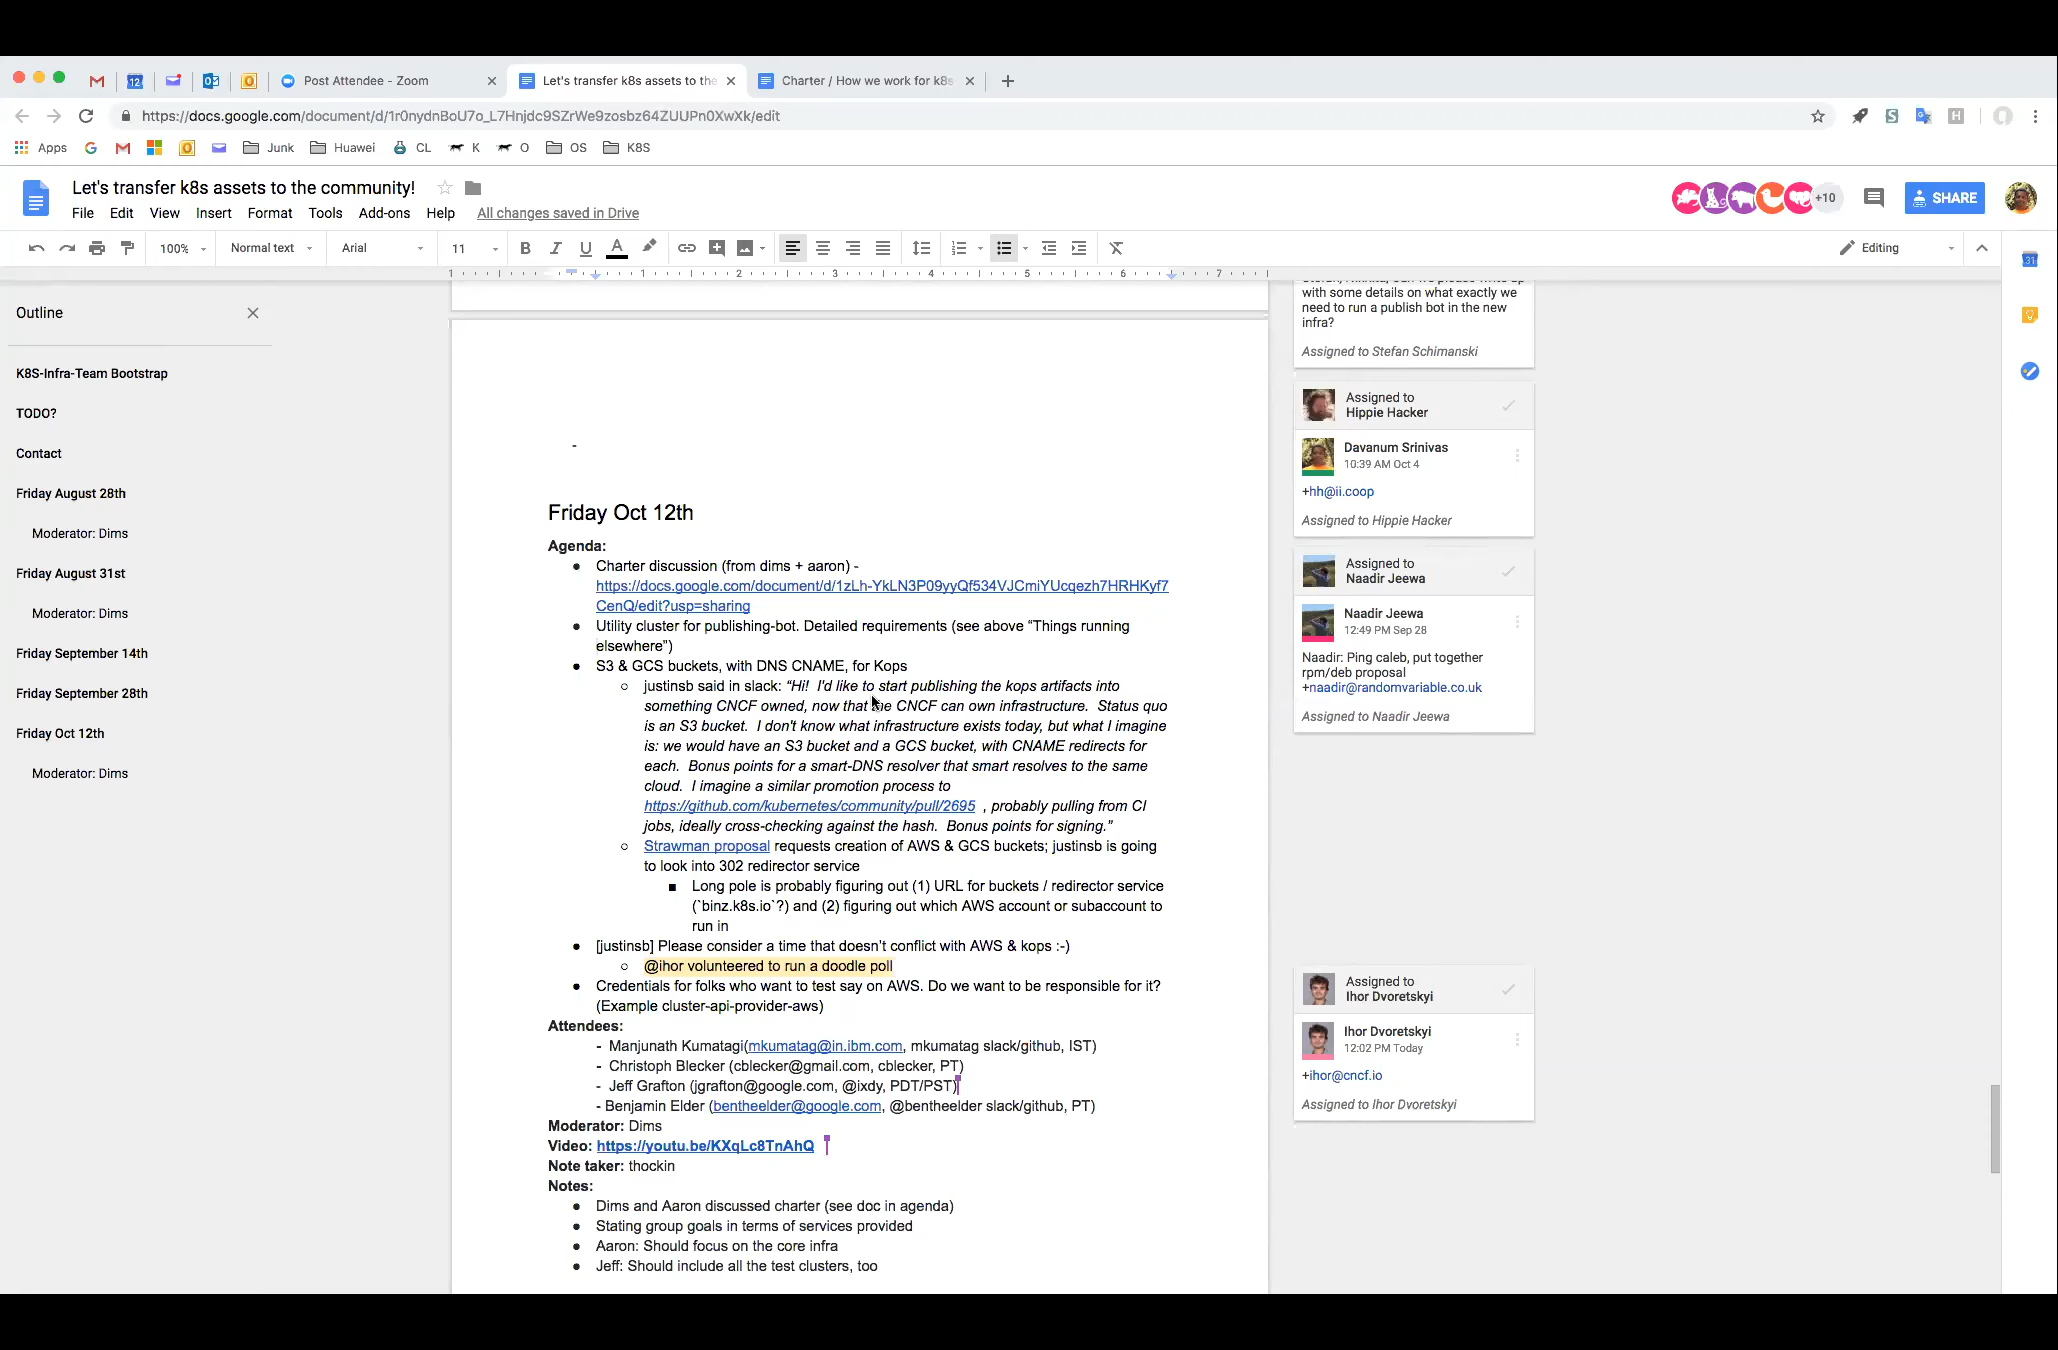 Post Attendee - Zoom
Let's transfer k8s assets to the
Charter / How we work for k8s
https://docs.google.com/document/d/1r0nydnBoU7o_L7Hnjdc9SZrWe9zosbz64ZUUPn0XwXk/edit
Apps
Junk
Huawei
CL
K
O
OS
K8S
Let's transfer k8s assets to the community!
File Edit View Insert Format Tools Add-ons Help All changes saved in Drive
+10
SHARE
100%
Normal text
Arial
11
Editing
1 1 2 3 4 5 6 7
31
Outline
K8S-Infra-Team Bootstrap
TODO?
Contact
Friday August 28th
Moderator: Dims
Friday August 31st
Moderator: Dims
Friday September 14th
Friday September 28th
Friday Oct 12th
Moderator: Dims
-
Friday Oct 12th
Agenda:
● Charter discussion (from dims + aaron) -
https://docs.google.com/document/d/1zLh-YkLN3P09yyQf534VJCmiYUcqezh7HRHKyf7
CenQ/edit?usp=sharing
● Utility cluster for publishing-bot. Detailed requirements (see above “Things running
elsewhere”)
● S3 & GCS buckets, with DNS CNAME, for Kops
○ justinsb said in slack: “Hi!  I'd like to start publishing the kops artifacts into
something CNCF owned, now that the CNCF can own infrastructure.  Status quo
is an S3 bucket.  I don't know what infrastructure exists today, but what I imagine
is: we would have an S3 bucket and a GCS bucket, with CNAME redirects for
each.  Bonus points for a smart-DNS resolver that smart resolves to the same
cloud.  I imagine a similar promotion process to
https://github.com/kubernetes/community/pull/2695  , probably pulling from CI
jobs, ideally cross-checking against the hash.  Bonus points for signing.”
○ Strawman proposal requests creation of AWS & GCS buckets; justinsb is going
to look into 302 redirector service
■ Long pole is probably figuring out (1) URL for buckets / redirector service
(`binz.k8s.io`?) and (2) figuring out which AWS account or subaccount to
run in
● [justinsb] Please consider a time that doesn't conflict with AWS & kops :-)
○ @ihor volunteered to run a doodle poll
● Credentials for folks who want to test say on AWS. Do we want to be responsible for it?
(Example cluster-api-provider-aws)
Attendees:
- Manjunath Kumatagi(mkumatag@in.ibm.com, mkumatag slack/github, IST)
- Christoph Blecker (cblecker@gmail.com, cblecker, PT)
- Jeff Grafton (jgrafton@google.com, @ixdy, PDT/PST)
- Benjamin Elder (bentheelder@google.com, @bentheelder slack/github, PT)
Moderator: Dims
Video: https://youtu.be/KXqLc8TnAhQ
Note taker: thockin
Notes:
● Dims and Aaron discussed charter (see doc in agenda)
● Stating group goals in terms of services provided
● Aaron: Should focus on the core infra
● Jeff: Should include all the test clusters, too
with some details on what exactly we
need to run a publish bot in the new
infra?
Assigned to Stefan Schimanski
Assigned to
Hippie Hacker
Davanum Srinivas
10:39 AM Oct 4
+hh@ii.coop
Assigned to Hippie Hacker
Assigned to
Naadir Jeewa
Naadir Jeewa
12:49 PM Sep 28
Naadir: Ping caleb, put together
rpm/deb proposal
+naadir@randomvariable.co.uk
Assigned to Naadir Jeewa
Assigned to
Ihor Dvoretskyi
Ihor Dvoretskyi
12:02 PM Today
+ihor@cncf.io
Assigned to Ihor Dvoretskyi